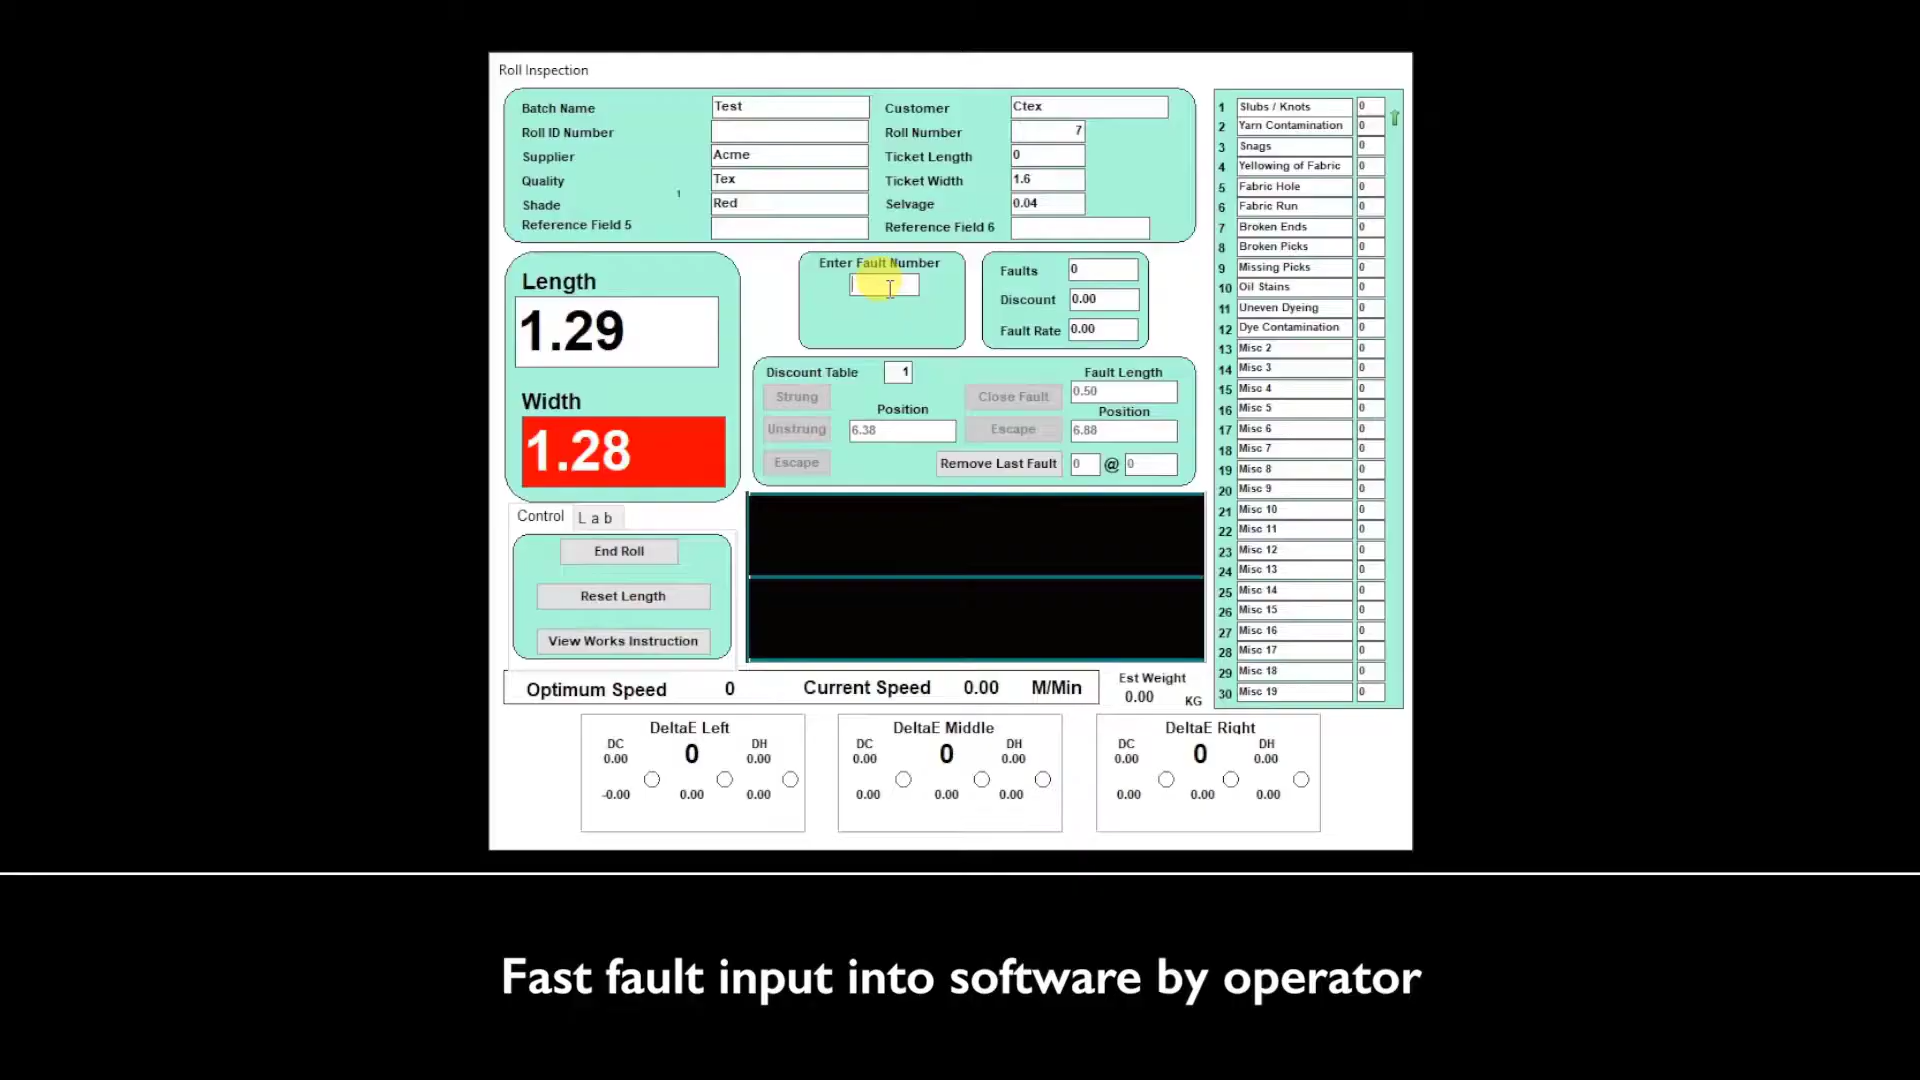 Roll Inspection
Batch Name Test Customer Ctex
Roll ID Number Roll Number 7
Supplier Acme Ticket Length 0
Quality Tex Ticket Width 1.6
1
Shade Red Selvage 0.04
Reference Field 5 Reference Field 6
Length
1.29
Width
1.28
Enter Fault Number
Faults 0
Discount 0.00
Fault Rate 0.00
Discount Table 1 Fault Length
Strung Close Fault 0.50
Position Position
Unstrung 6.38 Escape 6.88
Escape Remove Last Fault 0 @ 0
Control Lab
End Roll
Reset Length
View Works Instruction
Optimum Speed 0 Current Speed 0.00 M/Min
Est Weight
0.00 KG
DeltaE Left
DC 0 DH
0.00 0.00
-0.00 0.00 0.00
DeltaE Middle
DC 0 DH
0.00 0.00
0.00 0.00 0.00
DeltaE Right
DC 0 DH
0.00 0.00
0.00 0.00 0.00
1 Slubs / Knots 0
2 Yarn Contamination 0
3 Snags 0
4 Yellowing of Fabric 0
5 Fabric Hole 0
6 Fabric Run 0
7 Broken Ends 0
8 Broken Picks 0
9 Missing Picks 0
10 Oil Stains 0
11 Uneven Dyeing 0
12 Dye Contamination 0
13 Misc 2 0
14 Misc 3 0
15 Misc 4 0
16 Misc 5 0
17 Misc 6 0
18 Misc 7 0
19 Misc 8 0
20 Misc 9 0
21 Misc 10 0
22 Misc 11 0
23 Misc 12 0
24 Misc 13 0
25 Misc 14 0
26 Misc 15 0
27 Misc 16 0
28 Misc 17 0
29 Misc 18 0
30 Misc 19 0
Fast fault input into software by operator